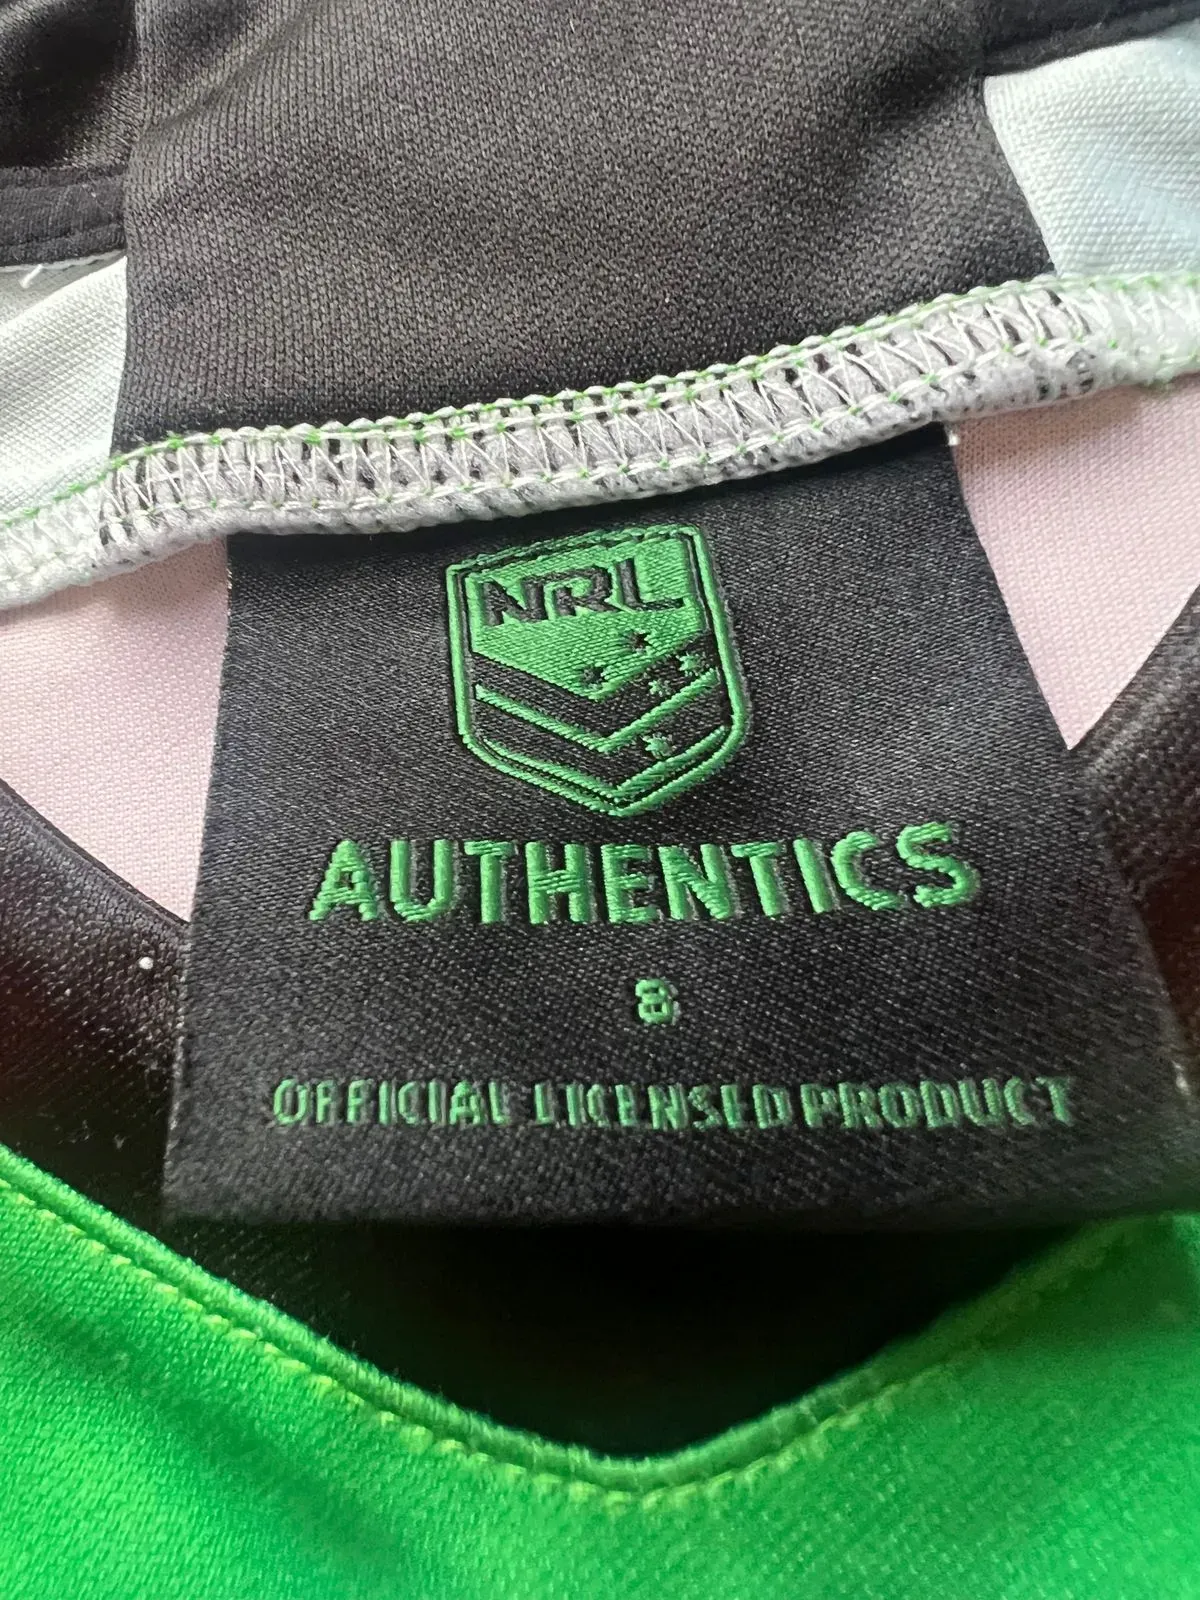 NRL
AUTHENTICS
8
OFFICIAL LICENSED PRODUCT